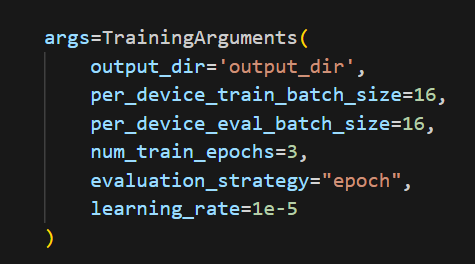 args=TrainingArguments(
    output_dir='output_dir',
    per_device_train_batch_size=16,
    per_device_eval_batch_size=16,
    num_train_epochs=3,
    evaluation_strategy="epoch",
    learning_rate=1e-5
)